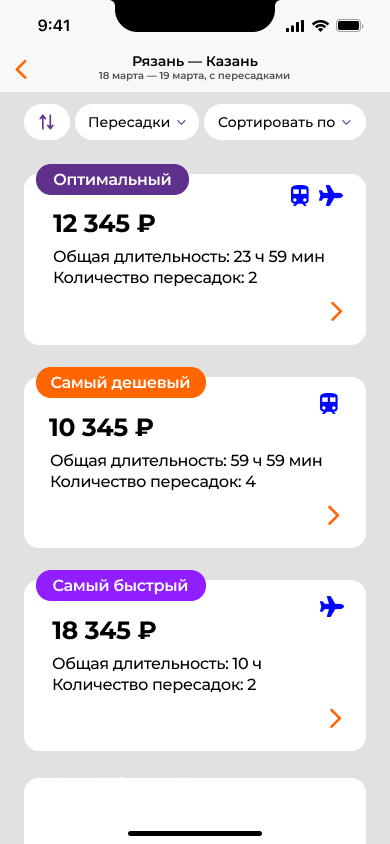 9:41
Рязань — Казань
18 марта — 19 марта, с пересадками
Пересадки
Сортировать по
Оптимальный
12 345 ₽
Общая длительность: 23 ч 59 мин
Количество пересадок: 2
Самый дешевый
10 345 ₽
Общая длительность: 59 ч 59 мин
Количество пересадок: 4
Самый быстрый
18 345 ₽
Общая длительность: 10 ч
Количество пересадок: 2